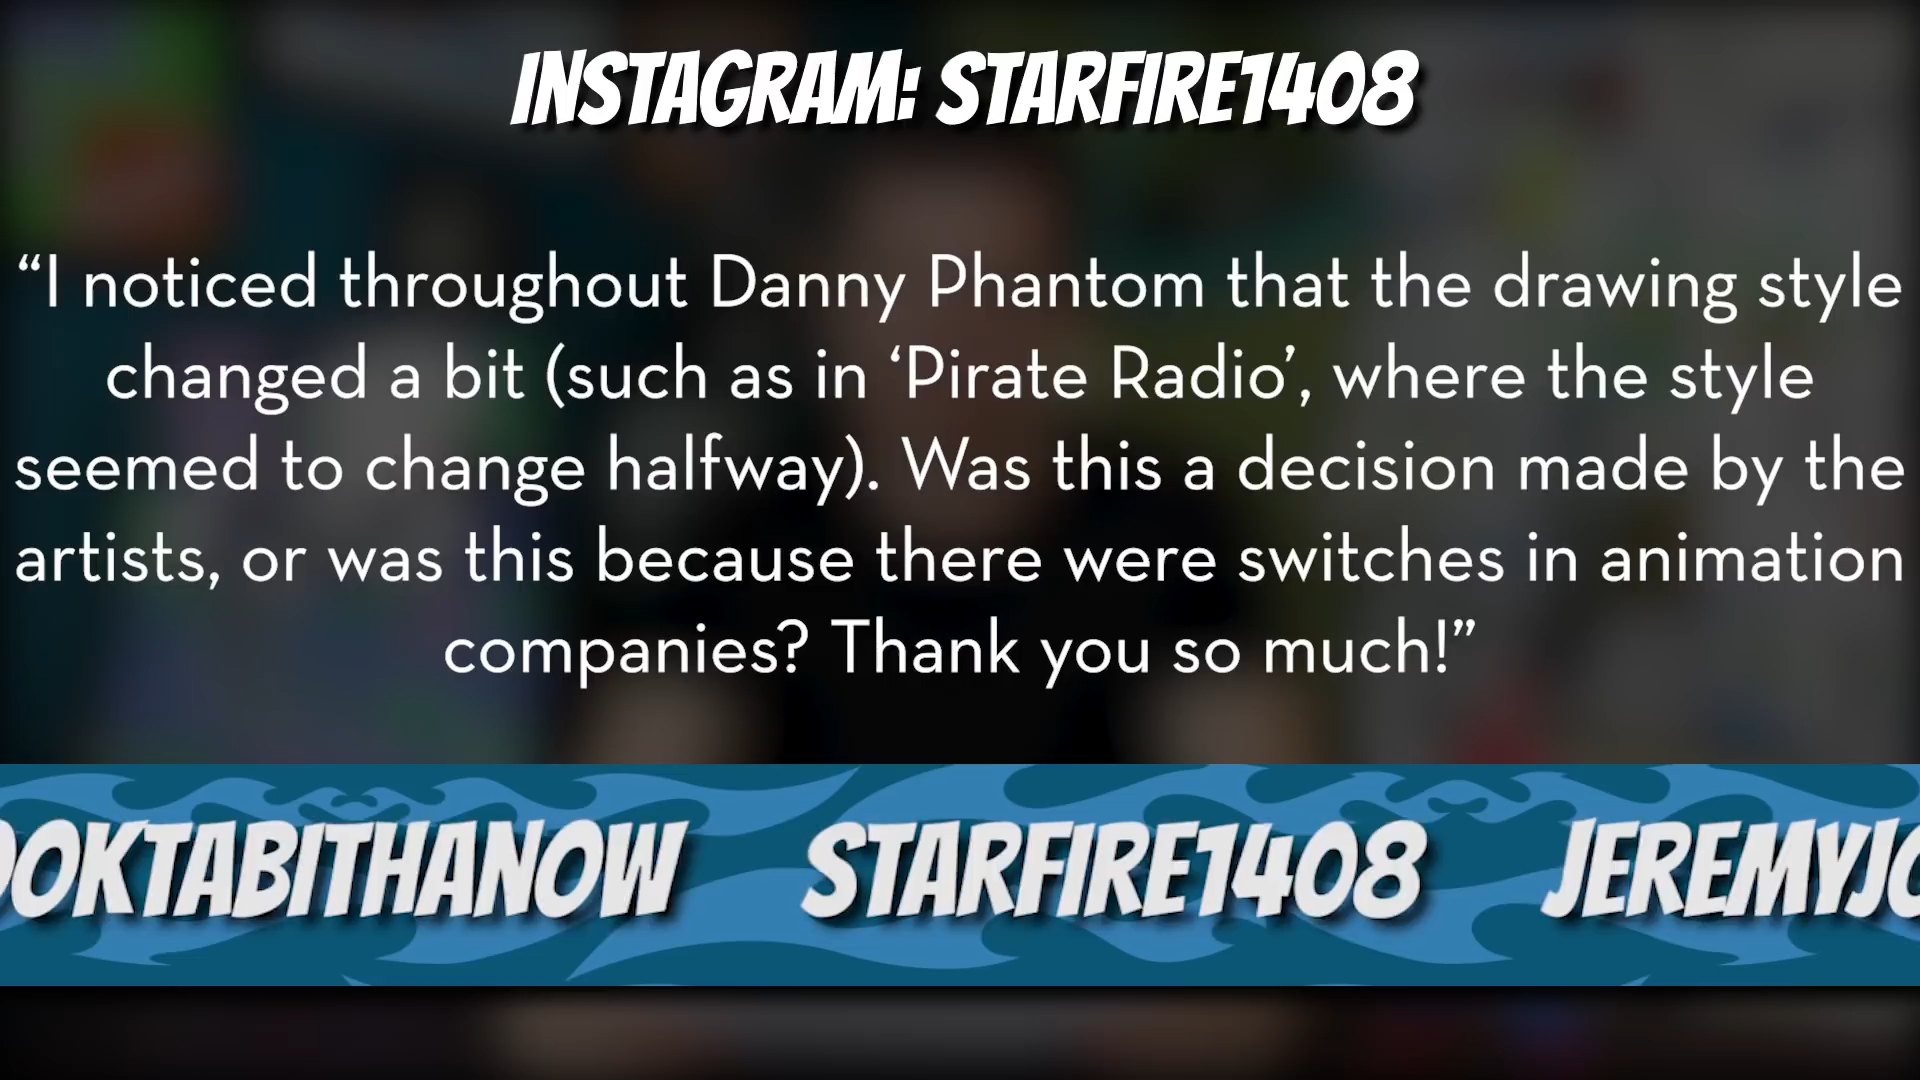 INSTAGRAM: STARFIRE1408
“I noticed throughout Danny Phantom that the drawing style
changed a bit (such as in ‘Pirate Radio’, where the style
seemed to change halfway). Was this a decision made by the
artists, or was this because there were switches in animation
companies? Thank you so much!”
OOKTABITHANOW STARFIRE1408 JEREMYJO